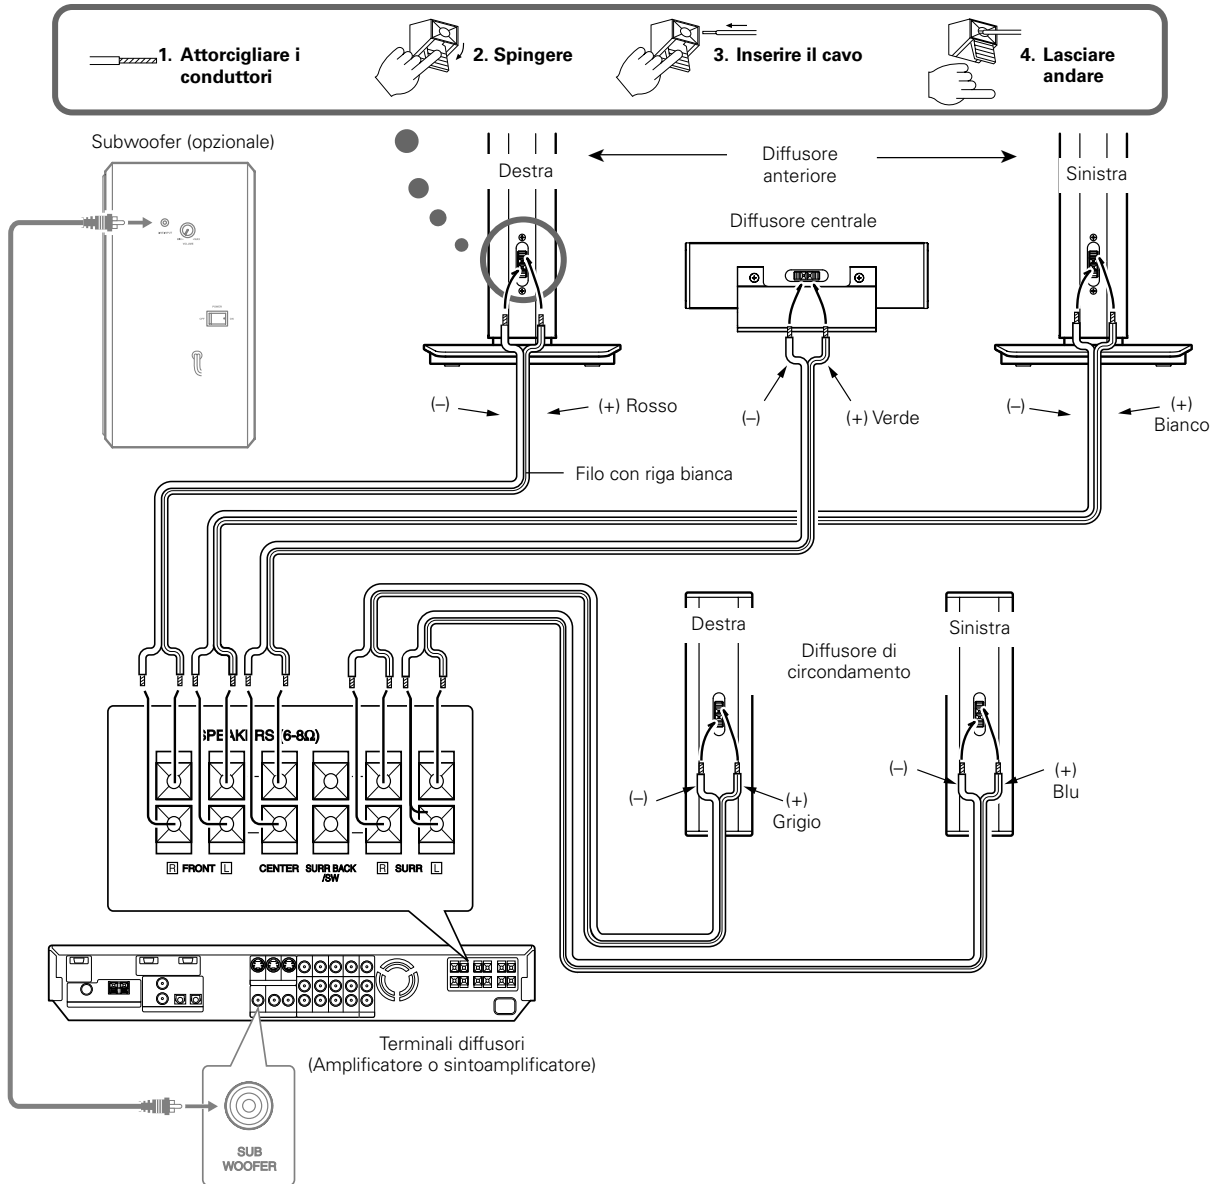 1. Attorcigliare i
conduttori
2. Spingere
3. Inserire il cavo
4. Lasciare
andare
Subwoofer (opzionale)
Destra
Diffusore
anteriore
Sinistra
Diffusore centrale
(–)
(+) Rosso
(–)
(+) Verde
(–)
(+)
Bianco
Filo con riga bianca
Destra
Sinistra
Diffusore di
circondamento
SPEAKERS (6-8Ω)
(–)
(+)
Grigio
(–)
(+)
Blu
R FRONT L
CENTER
SURR BACK
/SW
R SURR L
Terminali diffusori
(Amplificatore o sintoamplificatore)
SUB
WOOFER